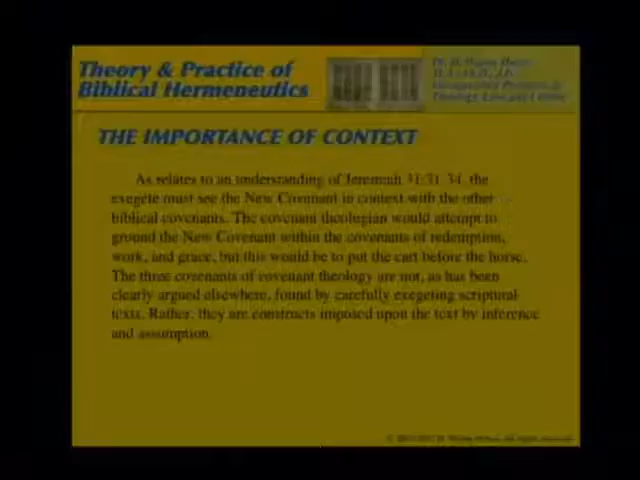 Theory & Practice of
Biblical Hermeneutics
THE IMPORTANCE OF CONTEXT
As relates to an understanding of Jeremiah 31:31-34, the
exegete must see the New Covenant in context with the other
biblical covenants. The covenant theologian would attempt to
ground the New Covenant within the covenants of redemption,
work, and grace, but this would be to put the cart before the horse.
The three covenants of covenant theology are not, as has been
clearly argued elsewhere, found by carefully exegeting scriptural
texts. Rather, they are constructs imposed upon the text by inference
and assumption.